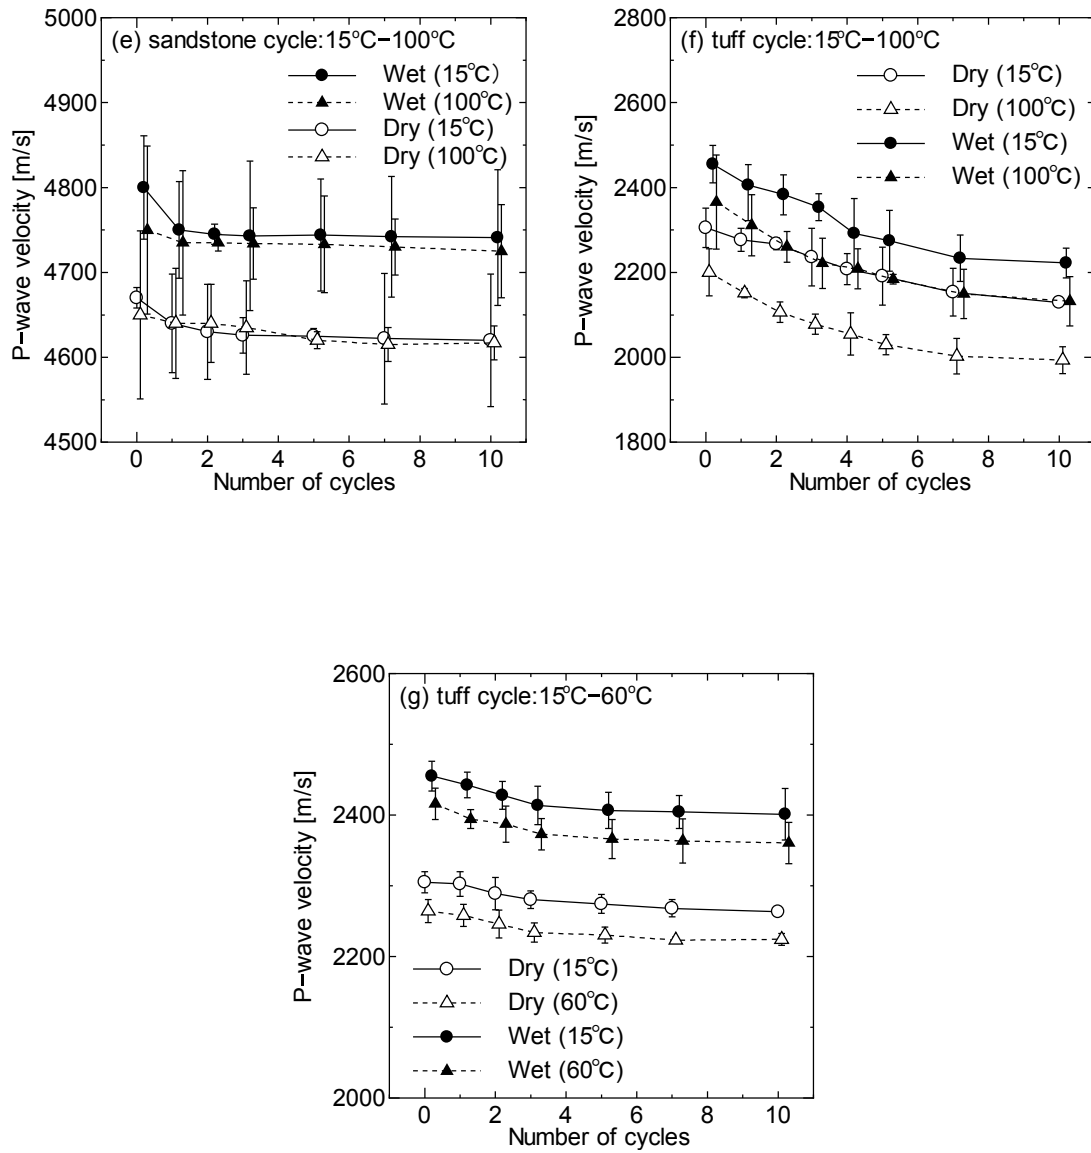 (e) sandstone cycle:15°C−100°C
Wet (15℃)
Wet (100°C)
Dry (15°C)
Dry (100°C)
P−wave velocity [m/s]
5000
4900
4800
4700
4600
4500
0 2 4 6 8 10
Number of cycles
(f) tuff cycle:15°C−100°C
Dry (15°C)
Dry (100°C)
Wet (15°C)
Wet (100°C)
P−wave velocity [m/s]
2800
2600
2400
2200
2000
1800
0 2 4 6 8 10
Number of cycles
(g) tuff cycle:15°C−60°C
P−wave velocity [m/s]
2600
2400
2200
2000
Dry (15°C)
Dry (60°C)
Wet (15°C)
Wet (60°C)
0 2 4 6 8 10
Number of cycles